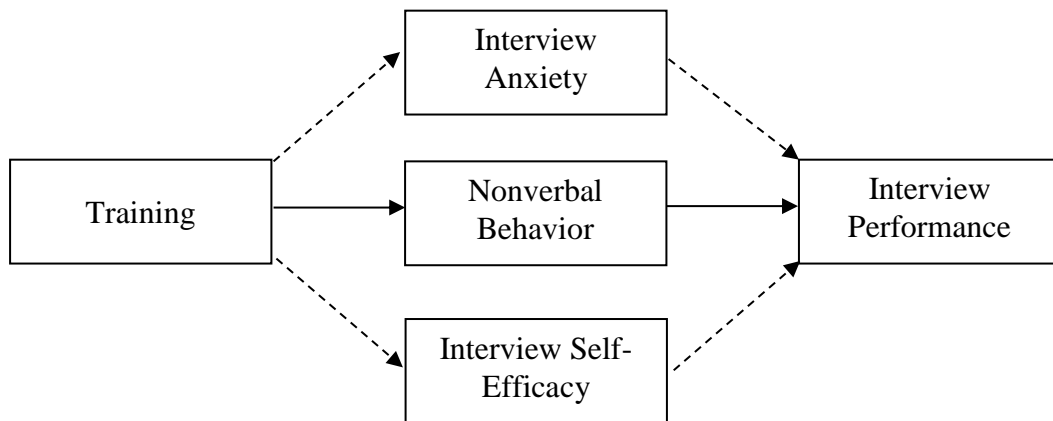 Interview
Anxiety
Training
Nonverbal
Behavior
Interview
Performance
Interview Self-
Efficacy